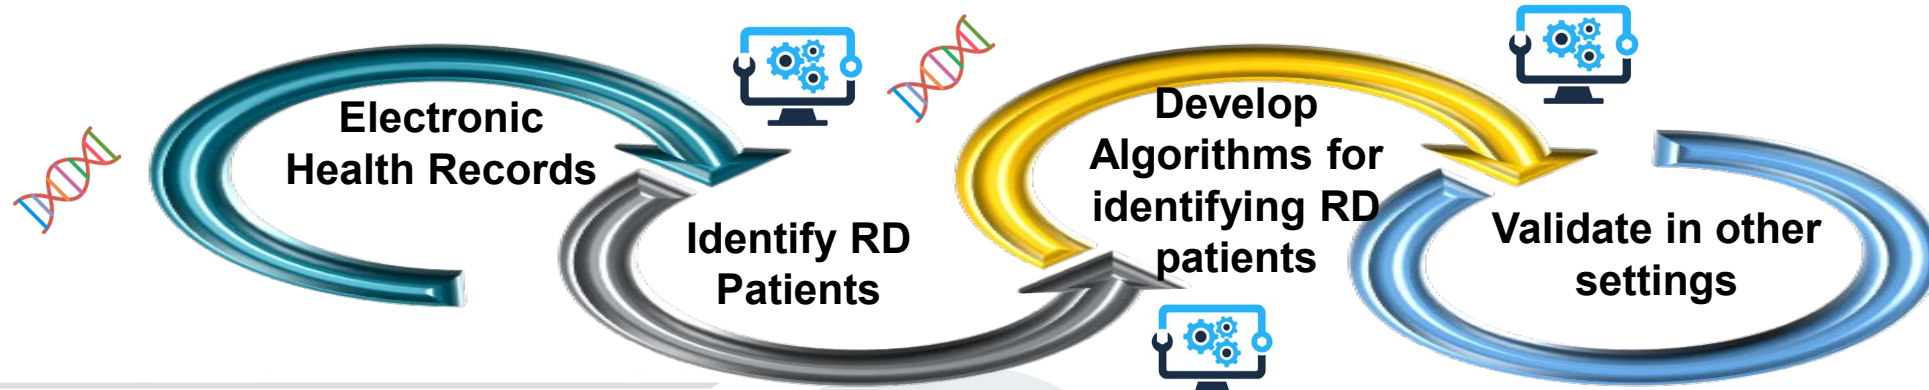 Electronic
Health Records
Identify RD
Patients
Develop
Algorithms for
identifying RD
patients
Validate in other
settings